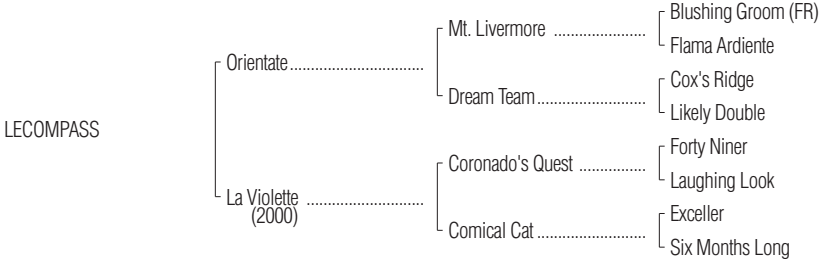 Blushing Groom (FR)
Mt. Livermore ......................
Flama Ardiente
Orientate................................
Cox's Ridge
Dream Team..........................
Likely Double
LECOMPASS
Forty Niner
Coronado's Quest ................
Laughing Look
La Violette ............................
(2000)
Exceller
Comical Cat ..........................
Six Months Long